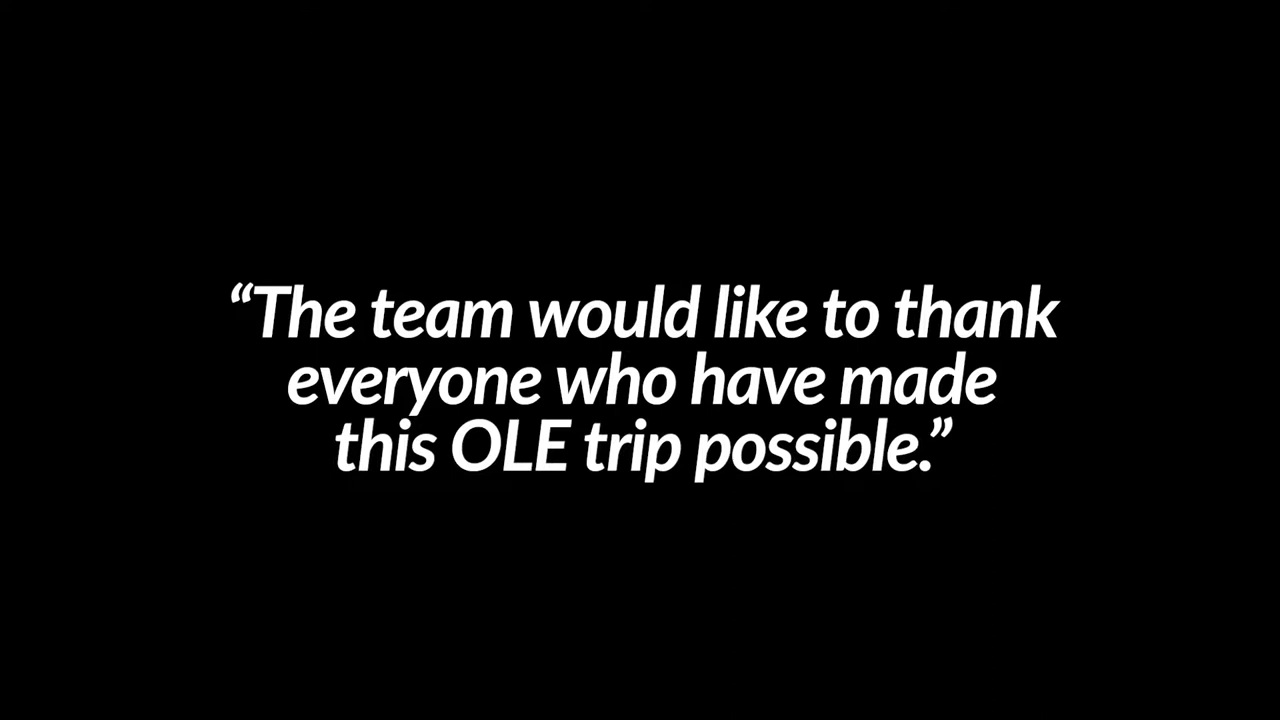 “The team would like to thank
everyone who have made
this OLE trip possible.”